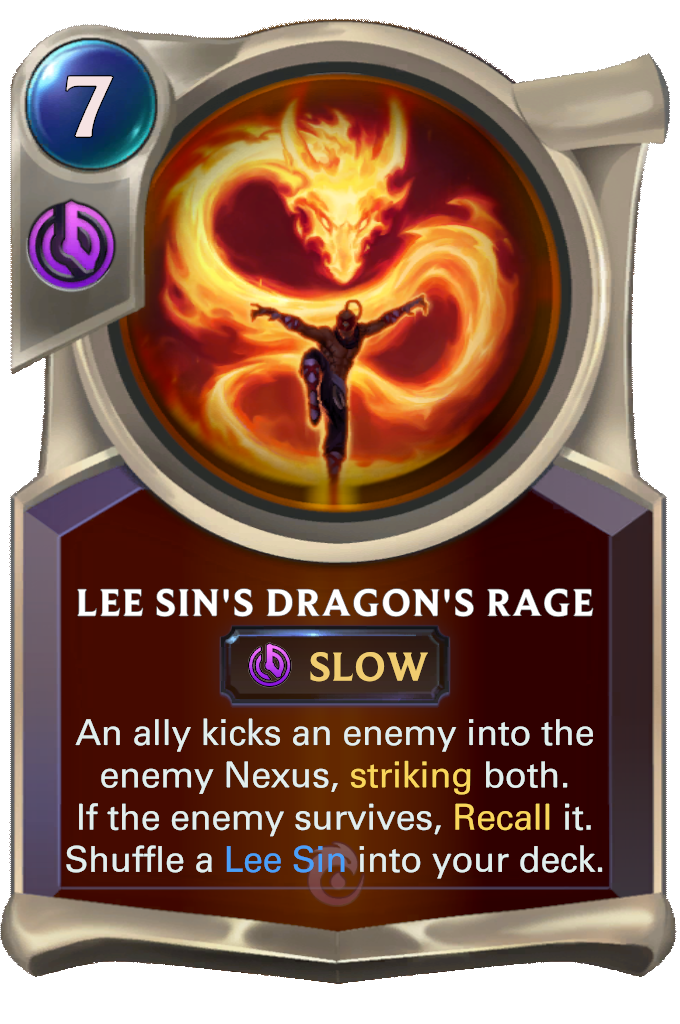 7
LEE SIN'S DRAGON'S RAGE
SLOW
An ally kicks an enemy into the
enemy Nexus, striking both.
If the enemy survives, Recall it.
Shuffle a Lee Sin into your deck.